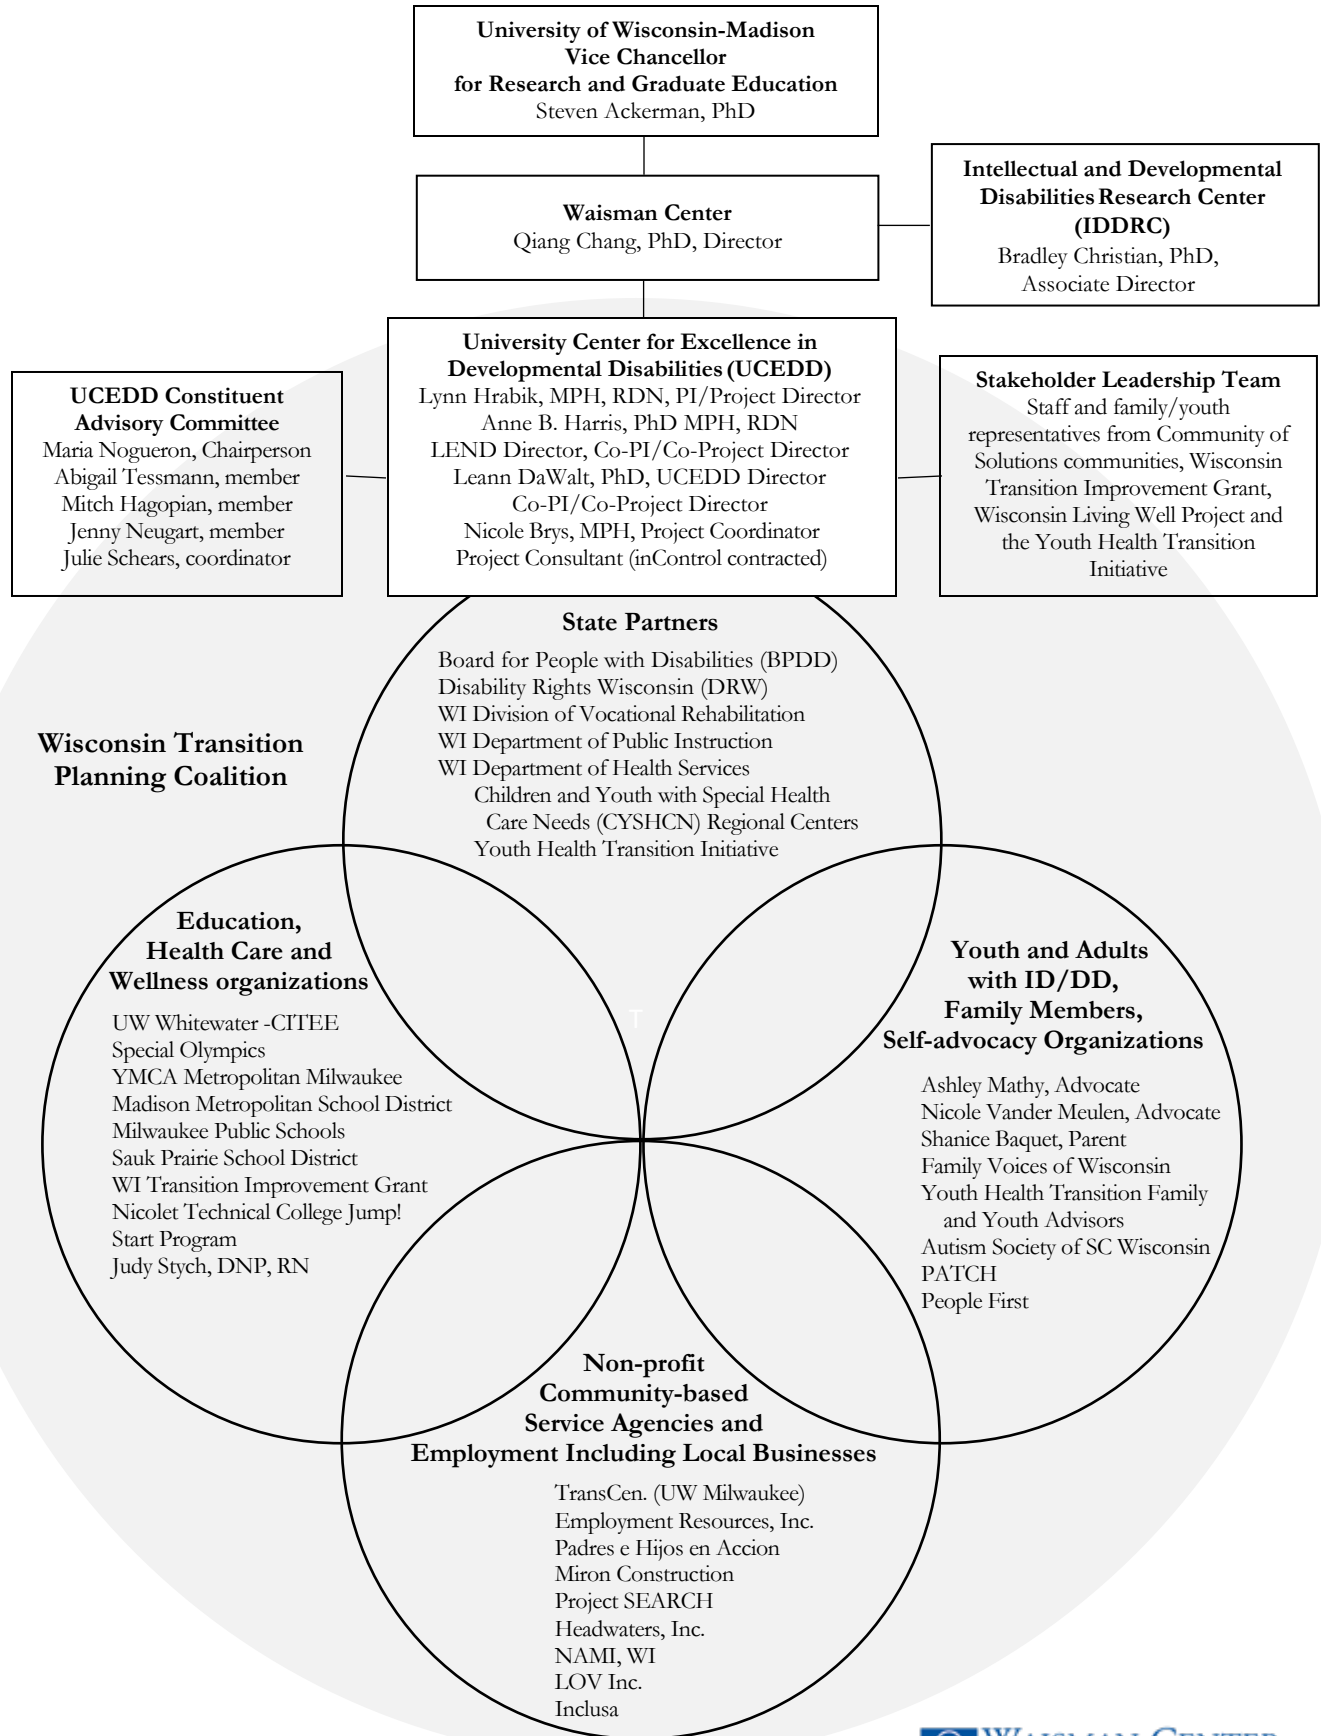 University of Wisconsin-Madison
Vice Chancellor
for Research and Graduate Education
Steven Ackerman, PhD
Waisman Center
Qiang Chang, PhD, Director
Intellectual and Developmental
Disabilities Research Center
(IDDRC)
Bradley Christian, PhD,
Associate Director
UCEDD Constituent
Advisory Committee
Maria Nogueron, Chairperson
Abigail Tessmann, member
Mitch Hagopian, member
Jenny Neugart, member
Julie Schears, coordinator
University Center for Excellence in
Developmental Disabilities (UCEDD)
Lynn Hrabik, MPH, RDN, PI/Project Director
Anne B. Harris, PhD MPH, RDN
LEND Director, Co-PI/Co-Project Director
Leann DaWalt, PhD, UCEDD Director
Co-PI/Co-Project Director
Nicole Brys, MPH, Project Coordinator
Project Consultant (inControl contracted)
Stakeholder Leadership Team
Staff and family/youth
representatives from Community of
Solutions communities, Wisconsin
Transition Improvement Grant,
Wisconsin Living Well Project and
the Youth Health Transition
Initiative
State Partners
Board for People with Disabilities (BPDD)
Disability Rights Wisconsin (DRW)
WI Division of Vocational Rehabilitation
WI Department of Public Instruction
WI Department of Health Services
Children and Youth with Special Health
Care Needs (CYSHCN) Regional Centers
Youth Health Transition Initiative
Wisconsin Transition
Planning Coalition
Education,
Health Care and
Wellness organizations
UW Whitewater -CITEE
Special Olympics
YMCA Metropolitan Milwaukee
Madison Metropolitan School District
Milwaukee Public Schools
Sauk Prairie School District
WI Transition Improvement Grant
Nicolet Technical College Jump!
Start Program
Judy Stych, DNP, RN
T
Youth and Adults
with ID/DD,
Family Members,
Self-advocacy Organizations
Ashley Mathy, Advocate
Nicole Vander Meulen, Advocate
Shanice Baquet, Parent
Family Voices of Wisconsin
Youth Health Transition Family
and Youth Advisors
Autism Society of SC Wisconsin
PATCH
People First
Non-profit
Community-based
Service Agencies and
Employment Including Local Businesses
TransCen. (UW Milwaukee)
Employment Resources, Inc.
Padres e Hijos en Accion
Miron Construction
Project SEARCH
Headwaters, Inc.
NAMI, WI
LOV Inc.
Inclusa
WAISMAN CENTER